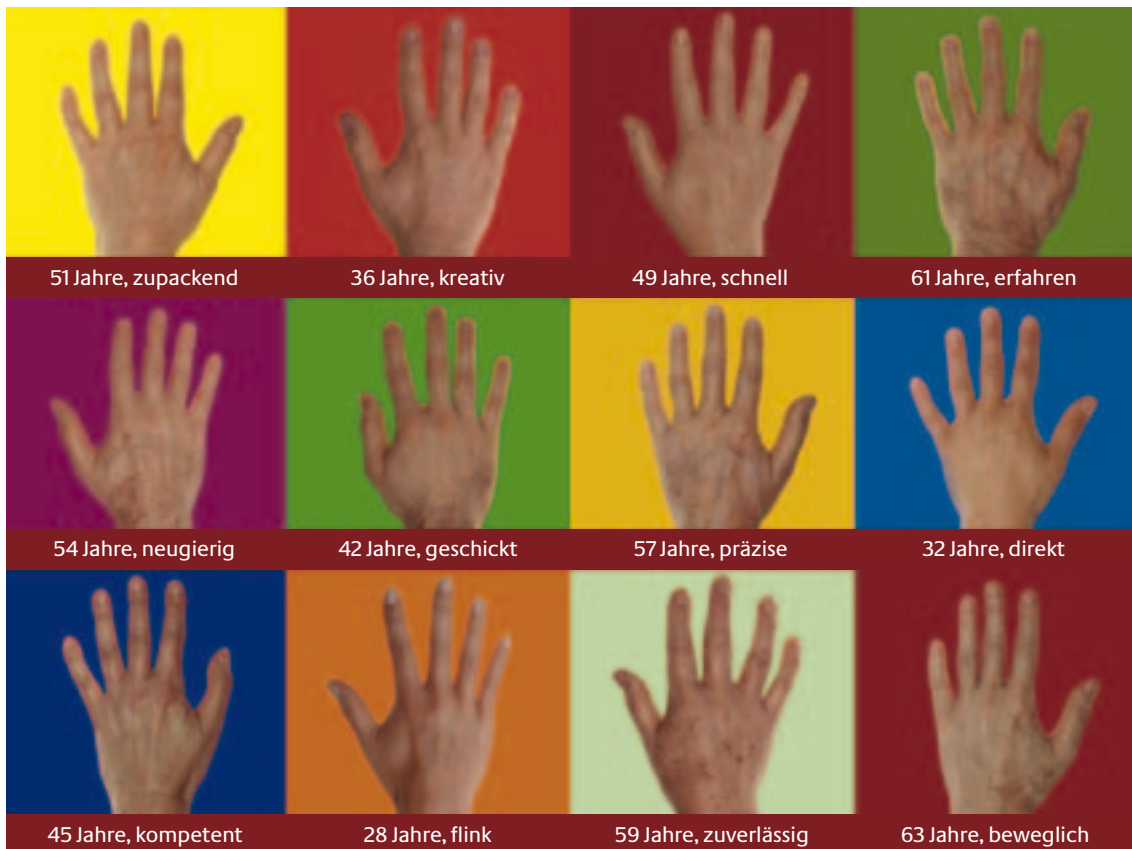 51 Jahre, zupackend
36 Jahre, kreativ
49 Jahre, schnell
61 Jahre, erfahren
54 Jahre, neugierig
42 Jahre, geschickt
57 Jahre, präzise
32 Jahre, direkt
45 Jahre, kompetent
28 Jahre, flink
59 Jahre, zuverlässig
63 Jahre, beweglich